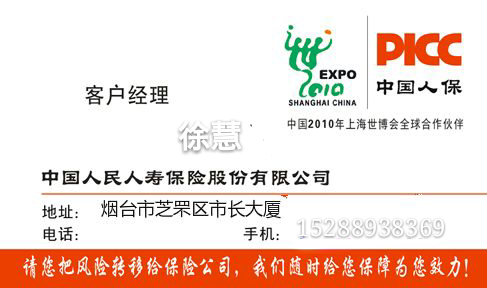 EXPO
2010
SHANGHAI CHINA
PICC
中国人保
中国2010年上海世博会全球合作伙伴
客户经理
徐慧
中国人民人寿保险股份有限公司
地址: 烟台市芝罘区市长大厦
电话: 手机: 15288938369
请您把风险转移给保险公司，我们随时给您保障为您效力!